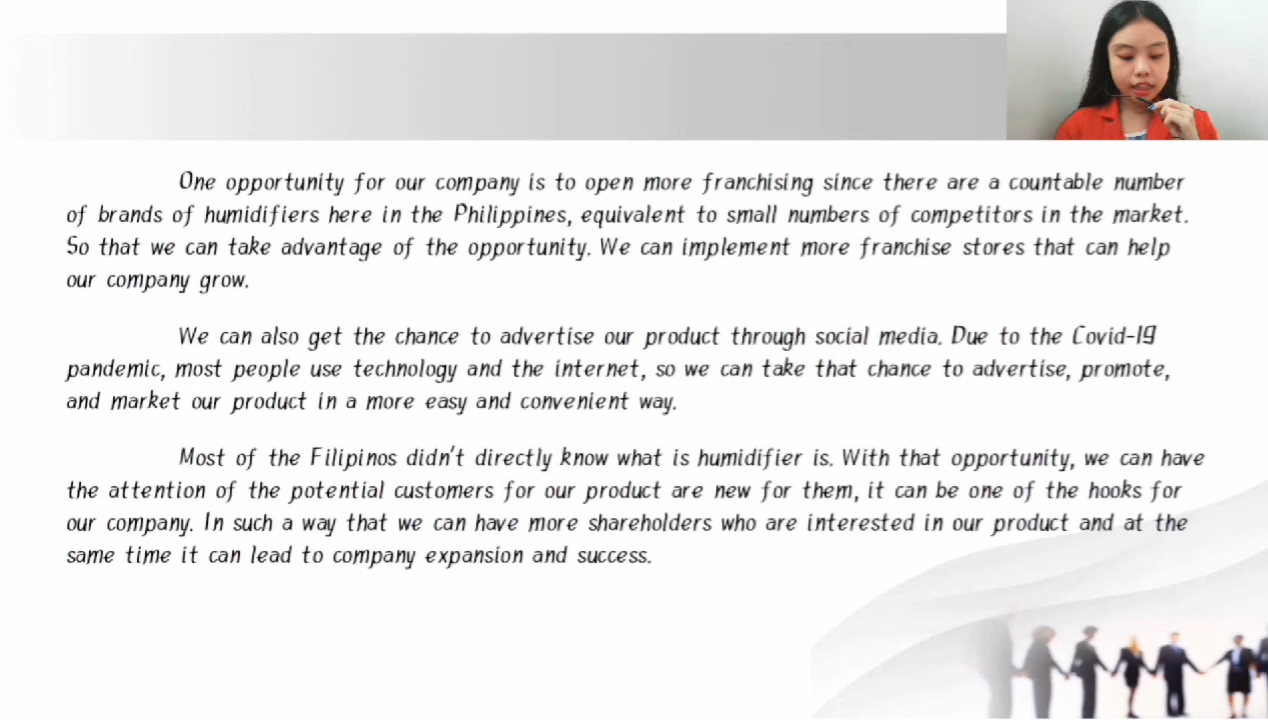 One opportunity for our company is to open more franchising since there are a countable number
of brands of humidifiers here in the Philippines, equivalent to small numbers of competitors in the market.
So that we can take advantage of the opportunity. We can implement more franchise stores that can help
our company grow.
We can also get the chance to advertise our product through social media. Due to the Covid-19
pandemic, most people use technology and the internet, so we can take that chance to advertise, promote,
and market our product in a more easy and convenient way.
Most of the Filipinos didn't directly know what is humidifier is. With that opportunity, we can have
the attention of the potential customers for our product are new for them, it can be one of the hooks for
our company. In such a way that we can have more shareholders who are interested in our product and at the
same time it can lead to company expansion and success.